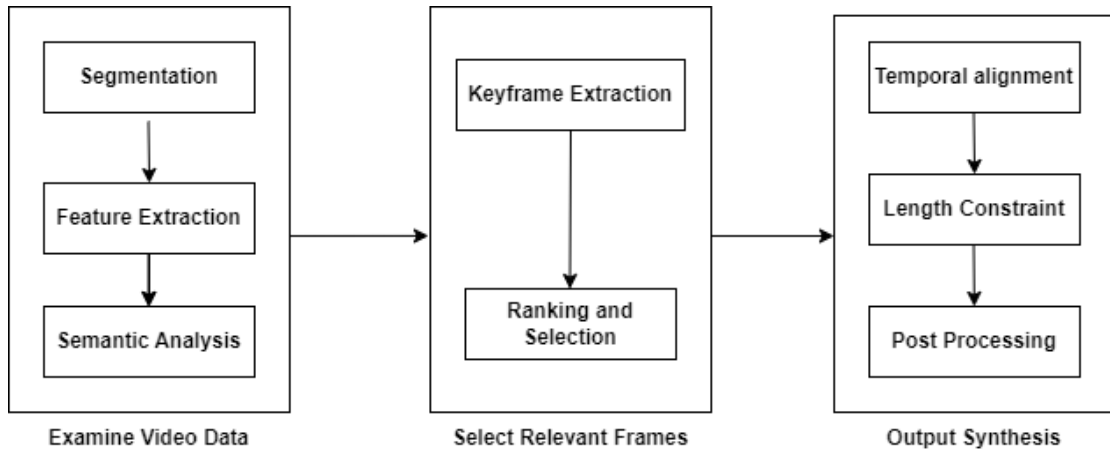 Segmentation
Feature Extraction
Semantic Analysis
Examine Video Data
Keyframe Extraction
Ranking and
Selection
Select Relevant Frames
Temporal alignment
Length Constraint
Post Processing
Output Synthesis